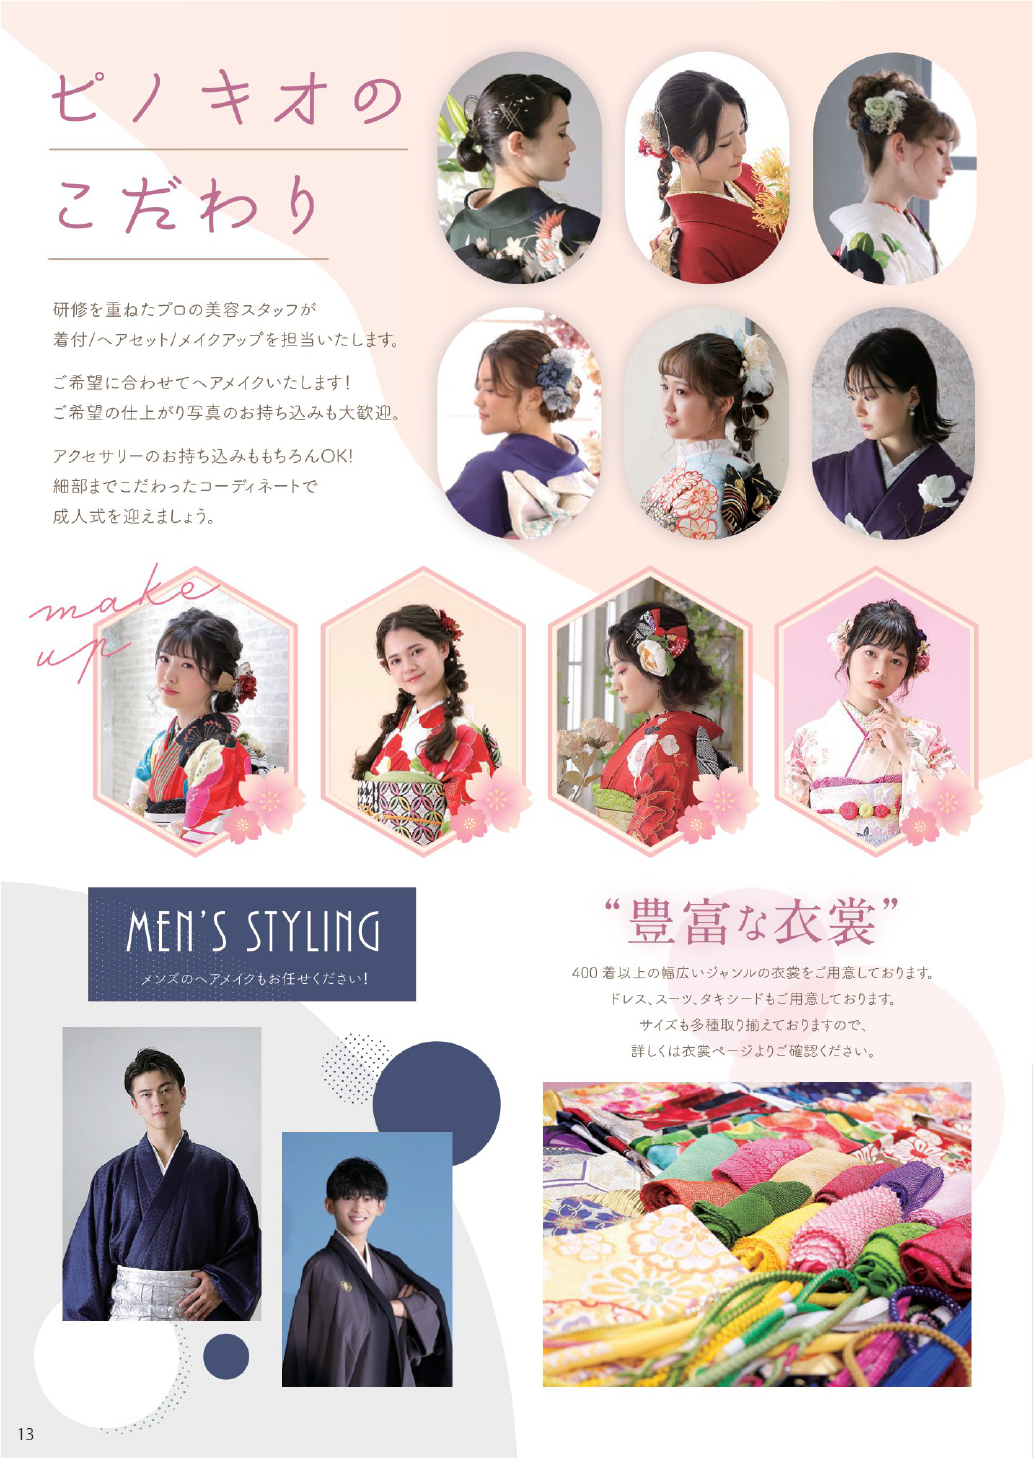 ピノキオの
こだわり
研修を重ねたプロの美容スタッフが
着付/ヘアセット/メイクアップを担当いたします。
ご希望に合わせてヘアメイクいたします!
ご希望の仕上がり写真のお持ち込みも大歓迎。
アクセサリーのお持ち込みももちろんOK!
細部までこだわったコーディネートで
成人式を迎えましょう。
make
up
MEN'S STYLING
メンズのヘアメイクもお任せください!
“豊富な衣裳”
400着以上の幅広いジャンルの衣裳をご用意しております。
ドレス、スーツ、タキシードもご用意しております。
サイズも多種取り揃えておりますので、
詳しくは衣裳ページよりご確認ください。
13